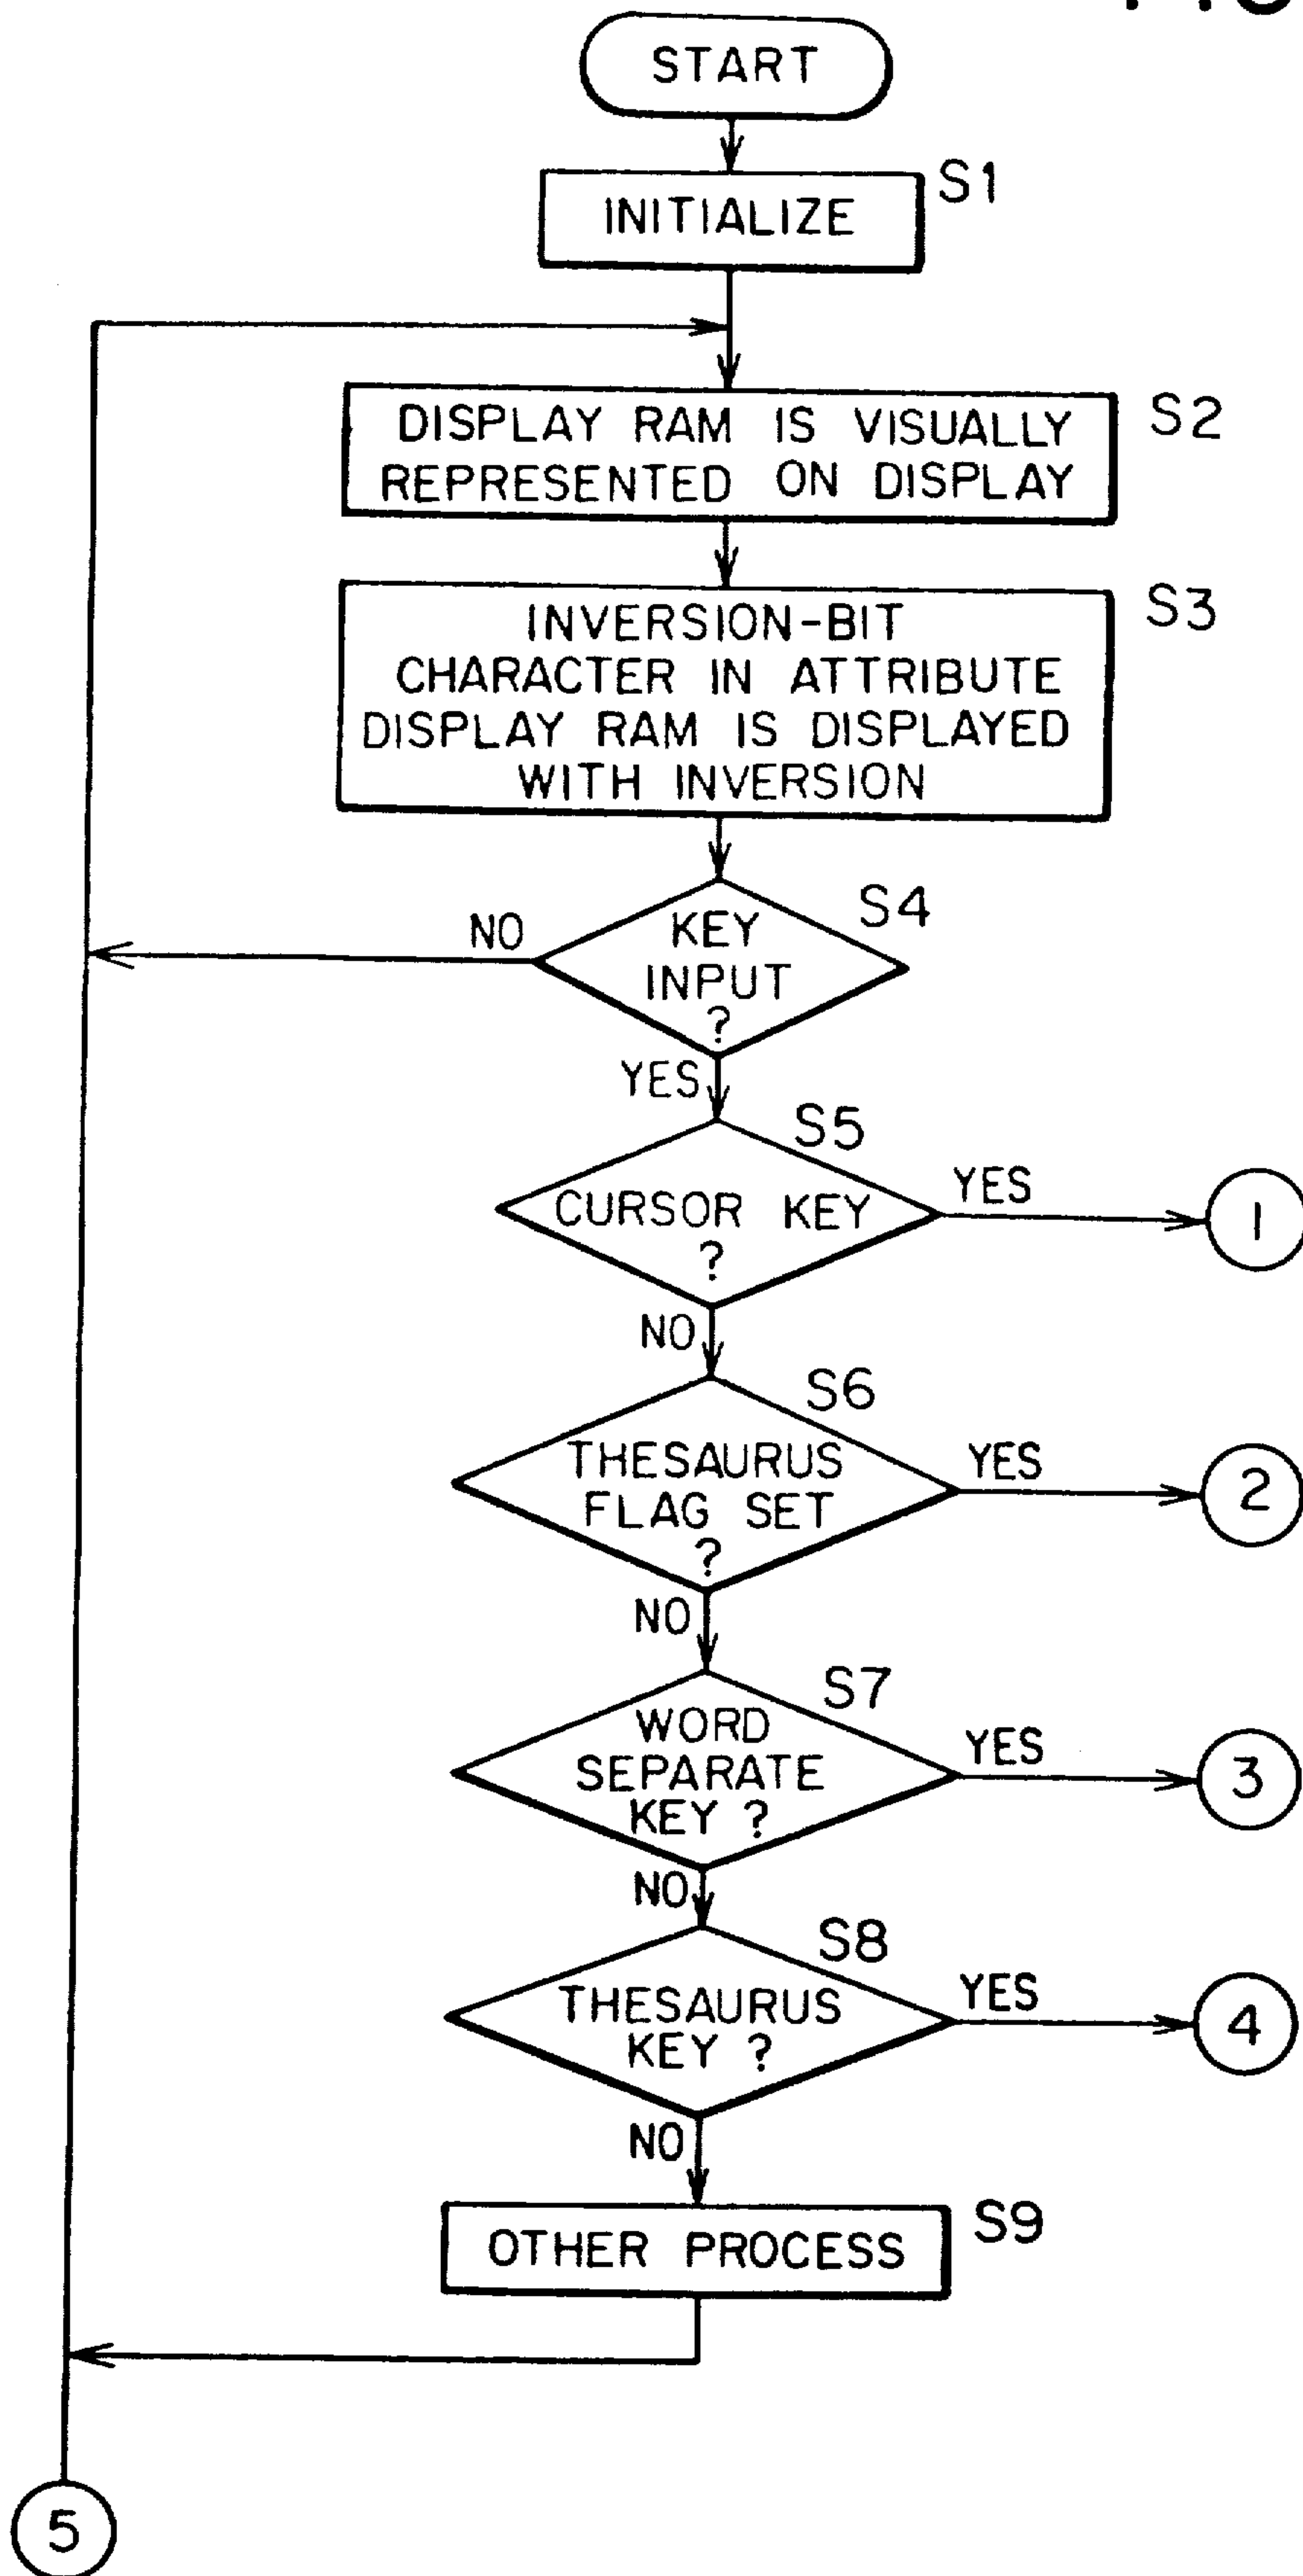 START
INITIALIZE
S1
DISPLAY RAM IS VISUALLY
REPRESENTED ON DISPLAY
S2
INVERSION-BIT
CHARACTER IN ATTRIBUTE
DISPLAY RAM IS DISPLAYED
WITH INVERSION
S3
S4
NO
KEY
INPUT
?
YES
S5
CURSOR KEY
?
YES
1
NO
S6
THESAURUS
FLAG SET
?
YES
2
NO
S7
WORD
SEPARATE
KEY ?
YES
3
NO
S8
THESAURUS
KEY ?
YES
4
NO
OTHER PROCESS
S9
5